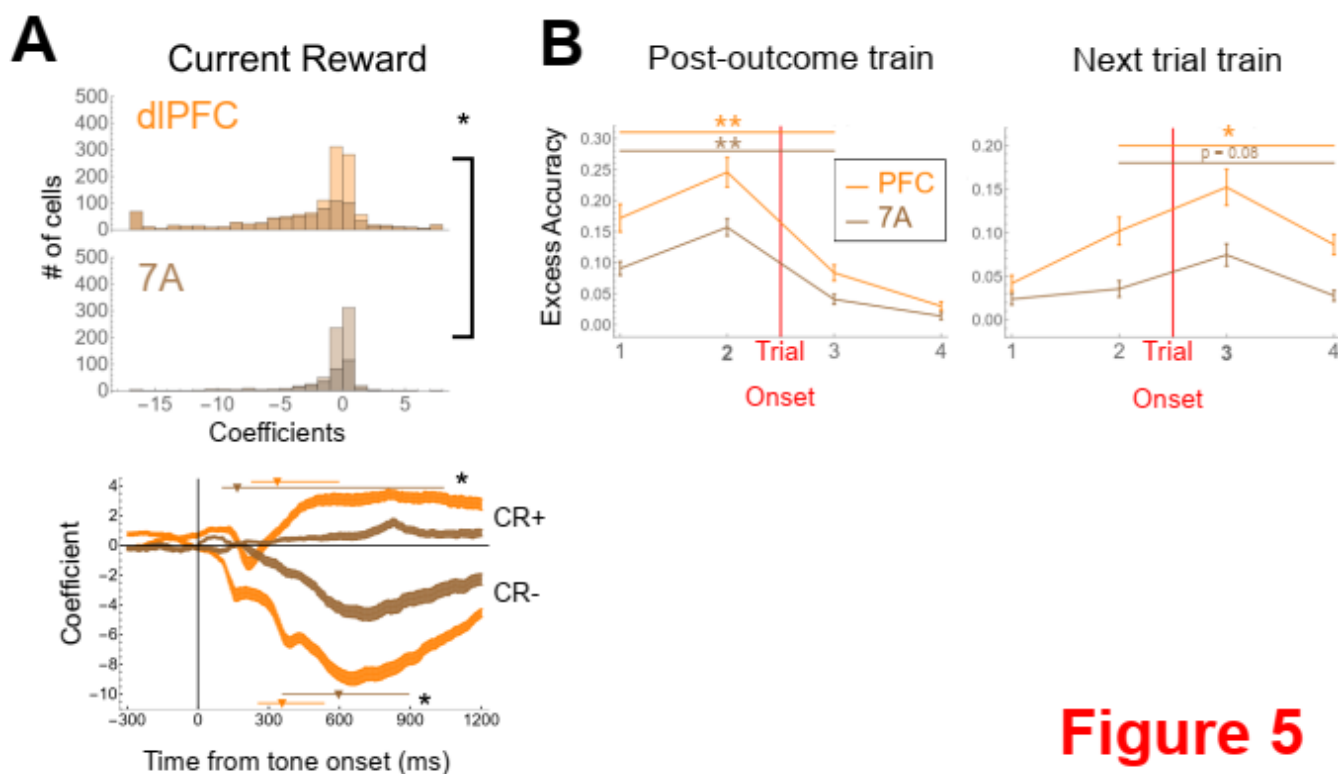 A
Current Reward
500
400
300
200
100
0
dlPFC
*
# of cells
500
400
300
200
100
0
7A
−15 −10 −5 0 5
Coefficients
4
2
0
−2
−4
−6
−8
−10
*
CR+
CR-
*
Coefficient
−300 0 300 600 900 1200
Time from tone onset (ms)
B
Post-outcome train
Excess Accuracy
0.30
0.25
0.20
0.15
0.10
0.05
0.00
**
**
PFC
7A
1 2 Trial 3 4
Onset
Next trial train
0.20
0.15
0.10
0.05
0.00
*
p = 0.08
1 2 Trial 3 4
Onset
Figure 5